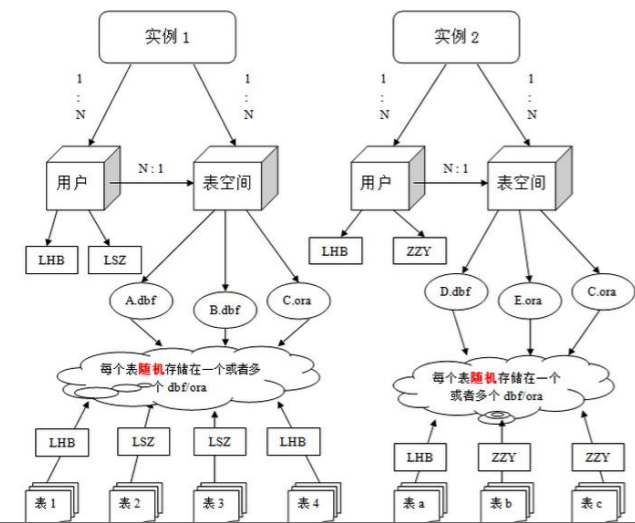 实例 1
实例 2
1
:
N
1
:
N
1
:
N
1
:
N
用户
N : 1
表空间
用户
N : 1
表空间
LHB
LSZ
LHB
ZZY
A.dbf
B.dbf
C.ora
D.dbf
E.ora
C.ora
每个表随机存储在一个或者多
个 dbf/ora
每个表随机存储在一个
或者多个 dbf/ora
LHB
LSZ
LSZ
LHB
LHB
ZZY
ZZY
表 1
表 2
表 3
表 4
表 a
表 b
表 c